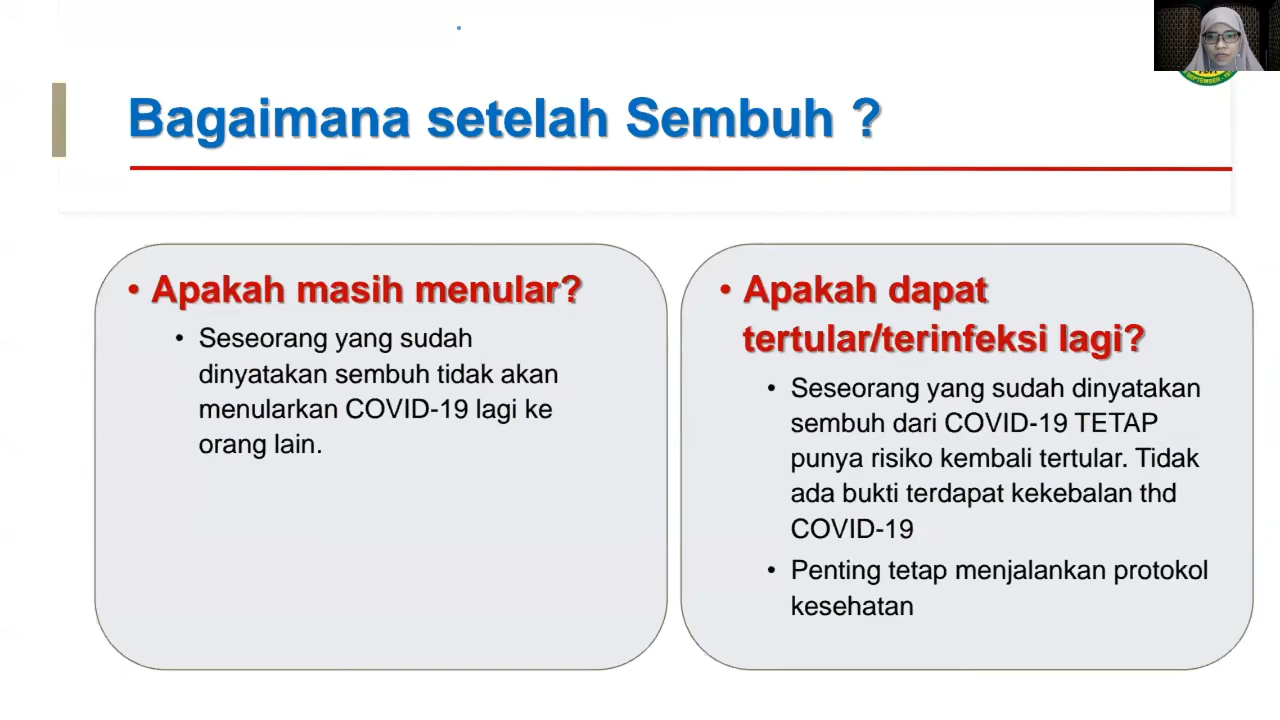 Bagaimana setelah Sembuh ?
• Apakah masih menular?
• Seseorang yang sudah
dinyatakan sembuh tidak akan
menularkan COVID-19 lagi ke
orang lain.
• Apakah dapat
tertular/terinfeksi lagi?
• Seseorang yang sudah dinyatakan
sembuh dari COVID-19 TETAP
punya risiko kembali tertular. Tidak
ada bukti terdapat kekebalan thd
COVID-19
• Penting tetap menjalankan protokol
kesehatan